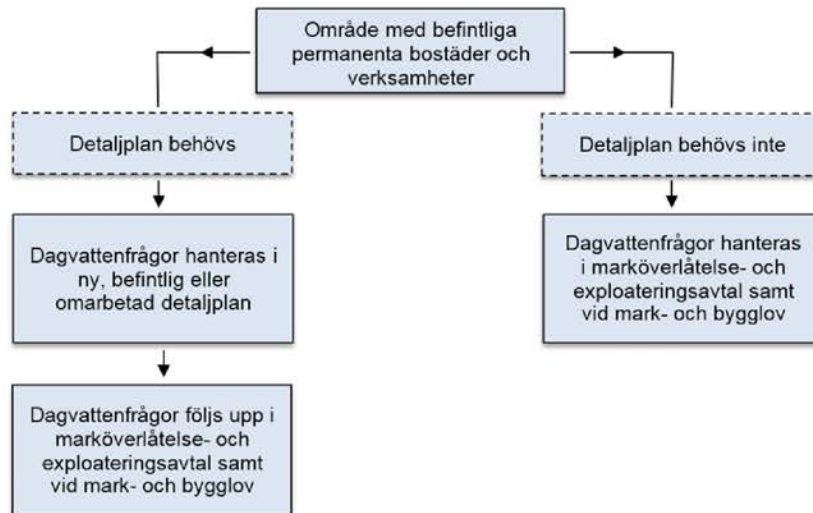 Område med befintliga
permanenta bostäder och
verksamheter
Detaljplan behövs
Detaljplan behövs inte
Dagvattenfrågor hanteras i
ny, befintlig eller
omarbetad detaljplan
Dagvattenfrågor hanteras
i marköverlåtelse- och
exploateringsavtal samt
vid mark- och bygglov
Dagvattenfrågor följs upp i
marköverlåtelse- och
exploateringsavtal samt
vid mark- och bygglov